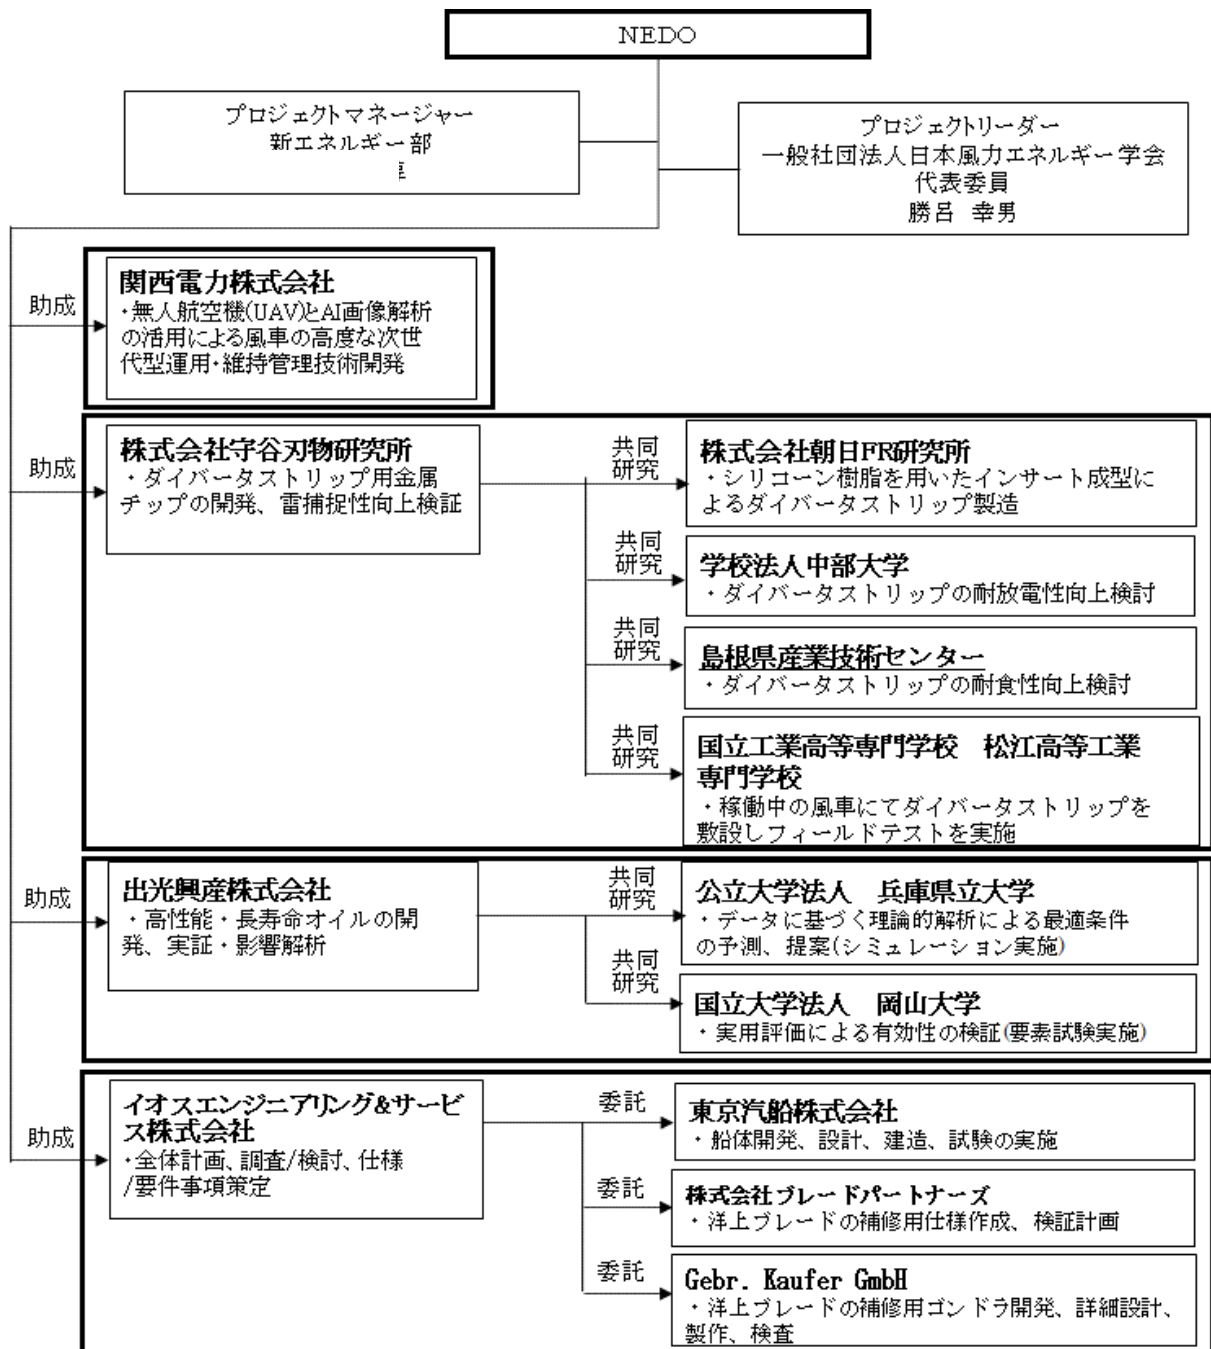 NEDO
プロジェクトマネージャー
新エネルギー部
プロジェクトリーダー
一般社団法人日本風力エネルギー学会
代表委員
勝呂 幸男
助成
関西電力株式会社
・無人航空機(UAV)とAI画像解析
の活用による風車の高度な次世
代型運用・維持管理技術開発
助成
株式会社守谷刃物研究所
・ダイバータストリップ用金属
チップの開発、雷捕捉性向上検証
共同
研究
株式会社朝日FR研究所
・シリコーン樹脂を用いたインサート成型に
よるダイバータストリップ製造
共同
研究
学校法人中部大学
・ダイバータストリップの耐放電性向上検討
共同
研究
島根県産業技術センター
・ダイバータストリップの耐食性向上検討
共同
研究
国立工業高等専門学校 松江高等工業
専門学校
・稼働中の風車にてダイバータストリップを
敷設しフィールドテストを実施
助成
出光興産株式会社
・高性能・長寿命オイルの開
発、実証・影響解析
共同
研究
公立大学法人 兵庫県立大学
・データに基づく理論的解析による最適条件
の予測、提案(シミュレーション実施)
共同
研究
国立大学法人 岡山大学
・実用評価による有効性の検証(要素試験実施)
助成
イオスエンジニアリング&サービ
ス株式会社
・全体計画、調査/検討、仕様
/要件事項策定
委託
東京汽船株式会社
・船体開発、設計、建造、試験の実施
委託
株式会社ブレードパートナーズ
・洋上ブレードの補修用仕様作成、検証計画
委託
Gebr. Kaufer GmbH
・洋上ブレードの補修用ゴンドラ開発、詳細設計、
製作、検査